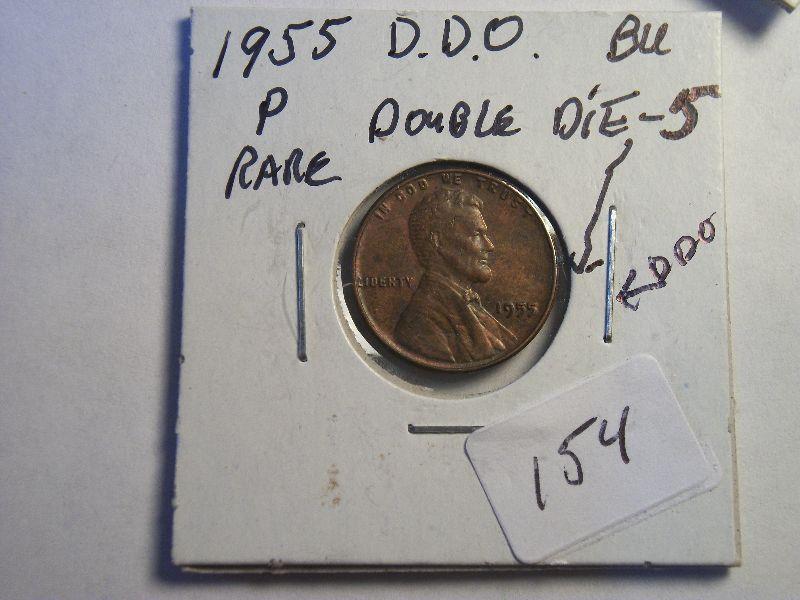 1955 D.D.O. BU
P DOUBLE DiE-5
RARE
IN GOD WE TRUST
LIBERTY
1955
DDO
154